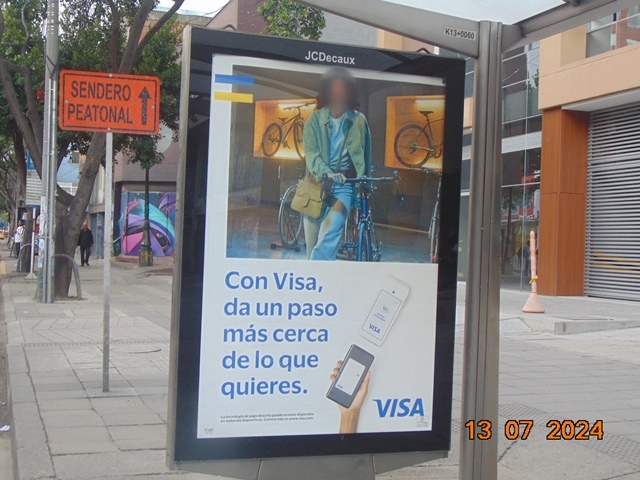 K13+0060
JCDecaux
SENDERO
PEATONAL
Con Visa,
da un paso
más cerca
de lo que
quieres.
VISA
VISA
13 07 2024